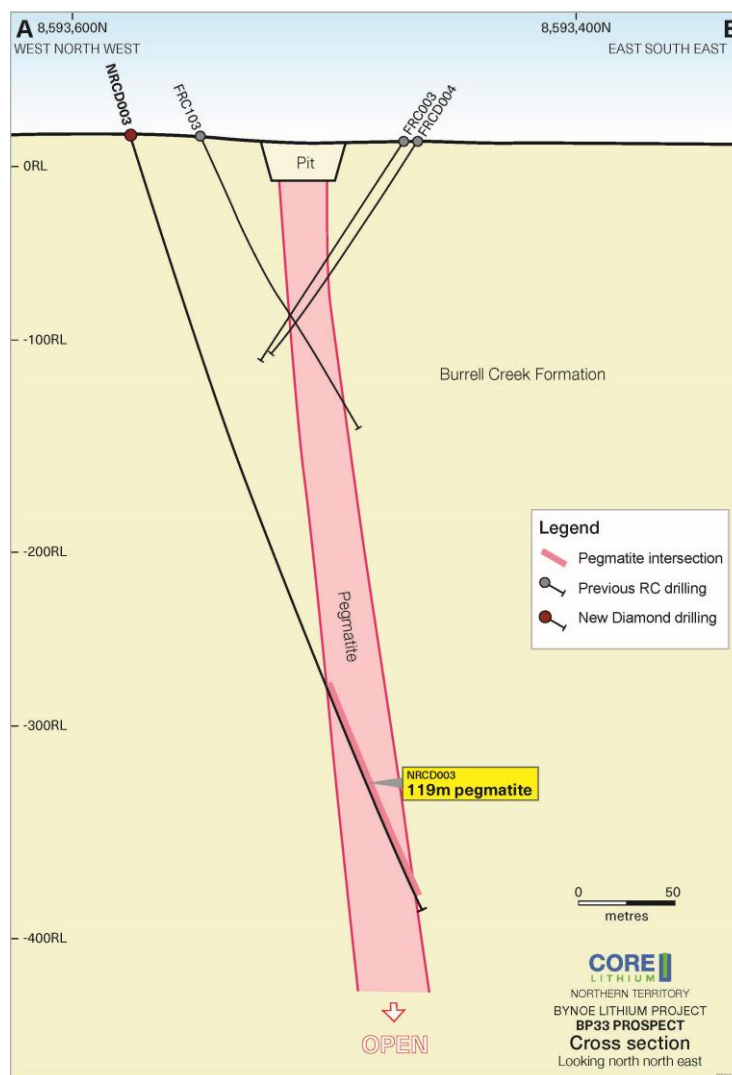 A
8,593,600N
8,593,400N
E
WEST NORTH WEST
EAST SOUTH EAST
NRCD003
FRC103
FRC003
FRCD004
Pit
0RL
-100RL
Burrell Creek Formation
-200RL
Pegmatite
Legend
Pegmatite intersection
Previous RC drilling
New Diamond drilling
-300RL
NRCD003
119m pegmatite
0 50
metres
-400RL
CORE
LITHIUM
NORTHERN TERRITORY
BYNOE LITHIUM PROJECT
BP33 PROSPECT
Cross section
Looking north north east
OPEN